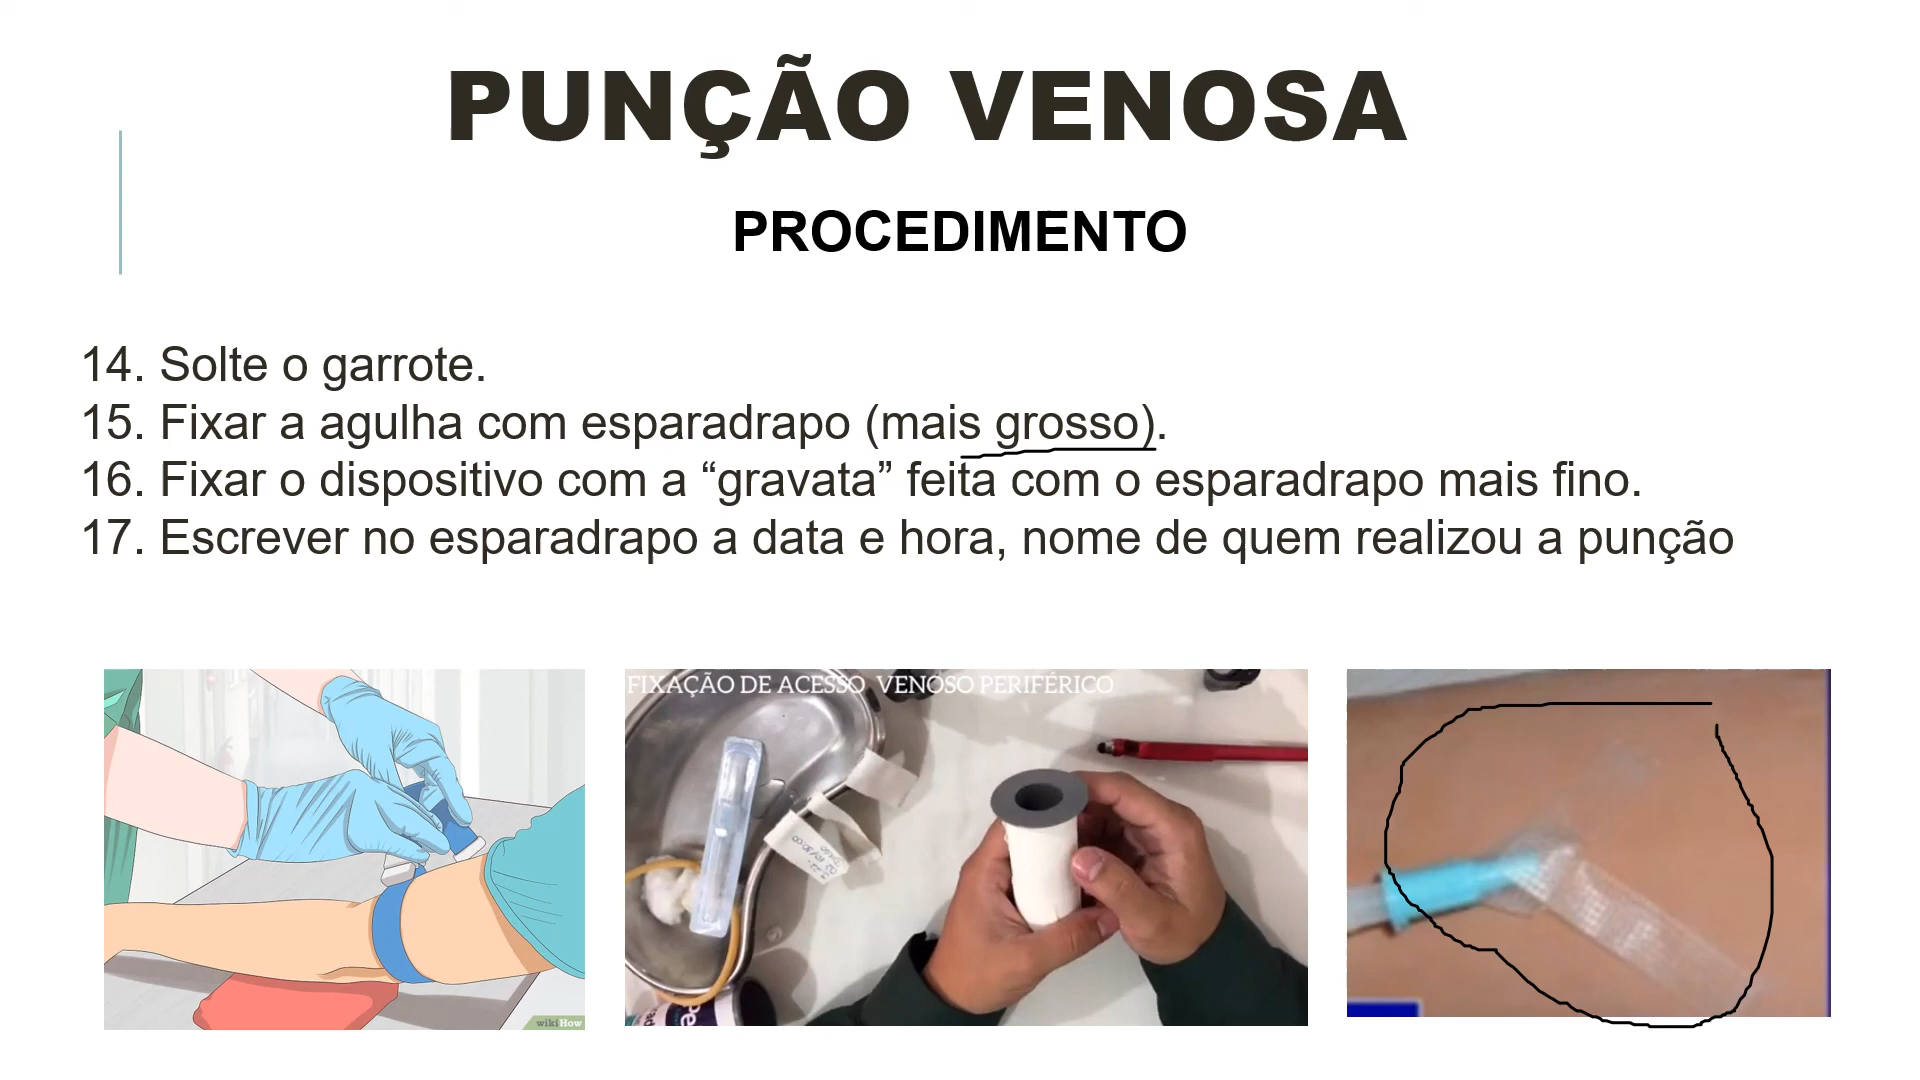 PUNÇÃO VENOSA
PROCEDIMENTO
14. Solte o garrote.
15. Fixar a agulha com esparadrapo (mais grosso).
16. Fixar o dispositivo com a “gravata” feita com o esparadrapo mais fino.
17. Escrever no esparadrapo a data e hora, nome de quem realizou a punção
FIXAÇÃO DE ACESSO VENOSO PERIFÉRICO
wikiHow